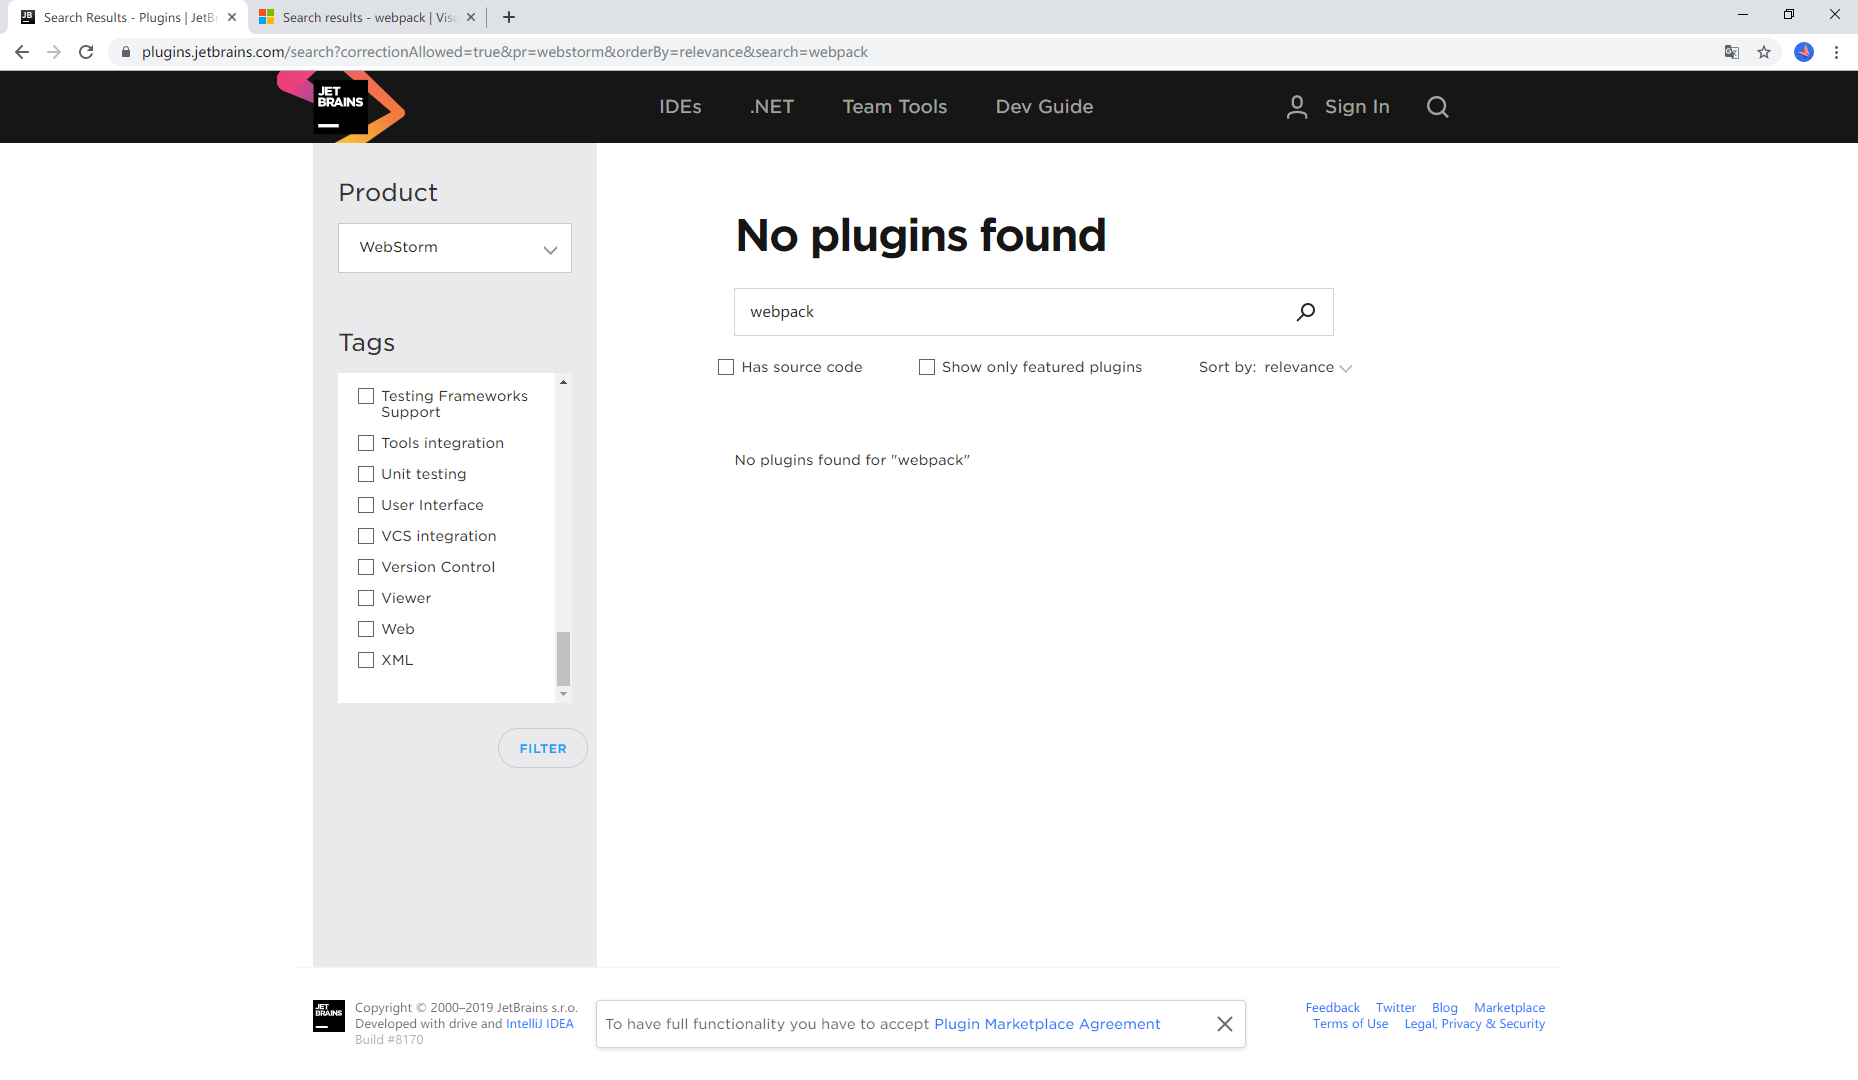 Search Results - Plugins | JetBr
Search results - webpack | Visu
plugins.jetbrains.com/search?correctionAllowed=true&pr=webstorm&orderBy=relevance&search=webpack
JET BRAINS
IDEs
.NET
Team Tools
Dev Guide
Sign In
Product
WebStorm
Tags
Testing Frameworks
Support
Tools integration
Unit testing
User Interface
VCS integration
Version Control
Viewer
Web
XML
FILTER
No plugins found
webpack
Has source code
Show only featured plugins
Sort by: relevance
No plugins found for "webpack"
JET BRAINS
Copyright © 2000–2019 JetBrains s.r.o.
Developed with drive and IntelliJ IDEA
Build #8170
To have full functionality you have to accept Plugin Marketplace Agreement
Feedback Twitter Blog Marketplace
Terms of Use Legal, Privacy & Security